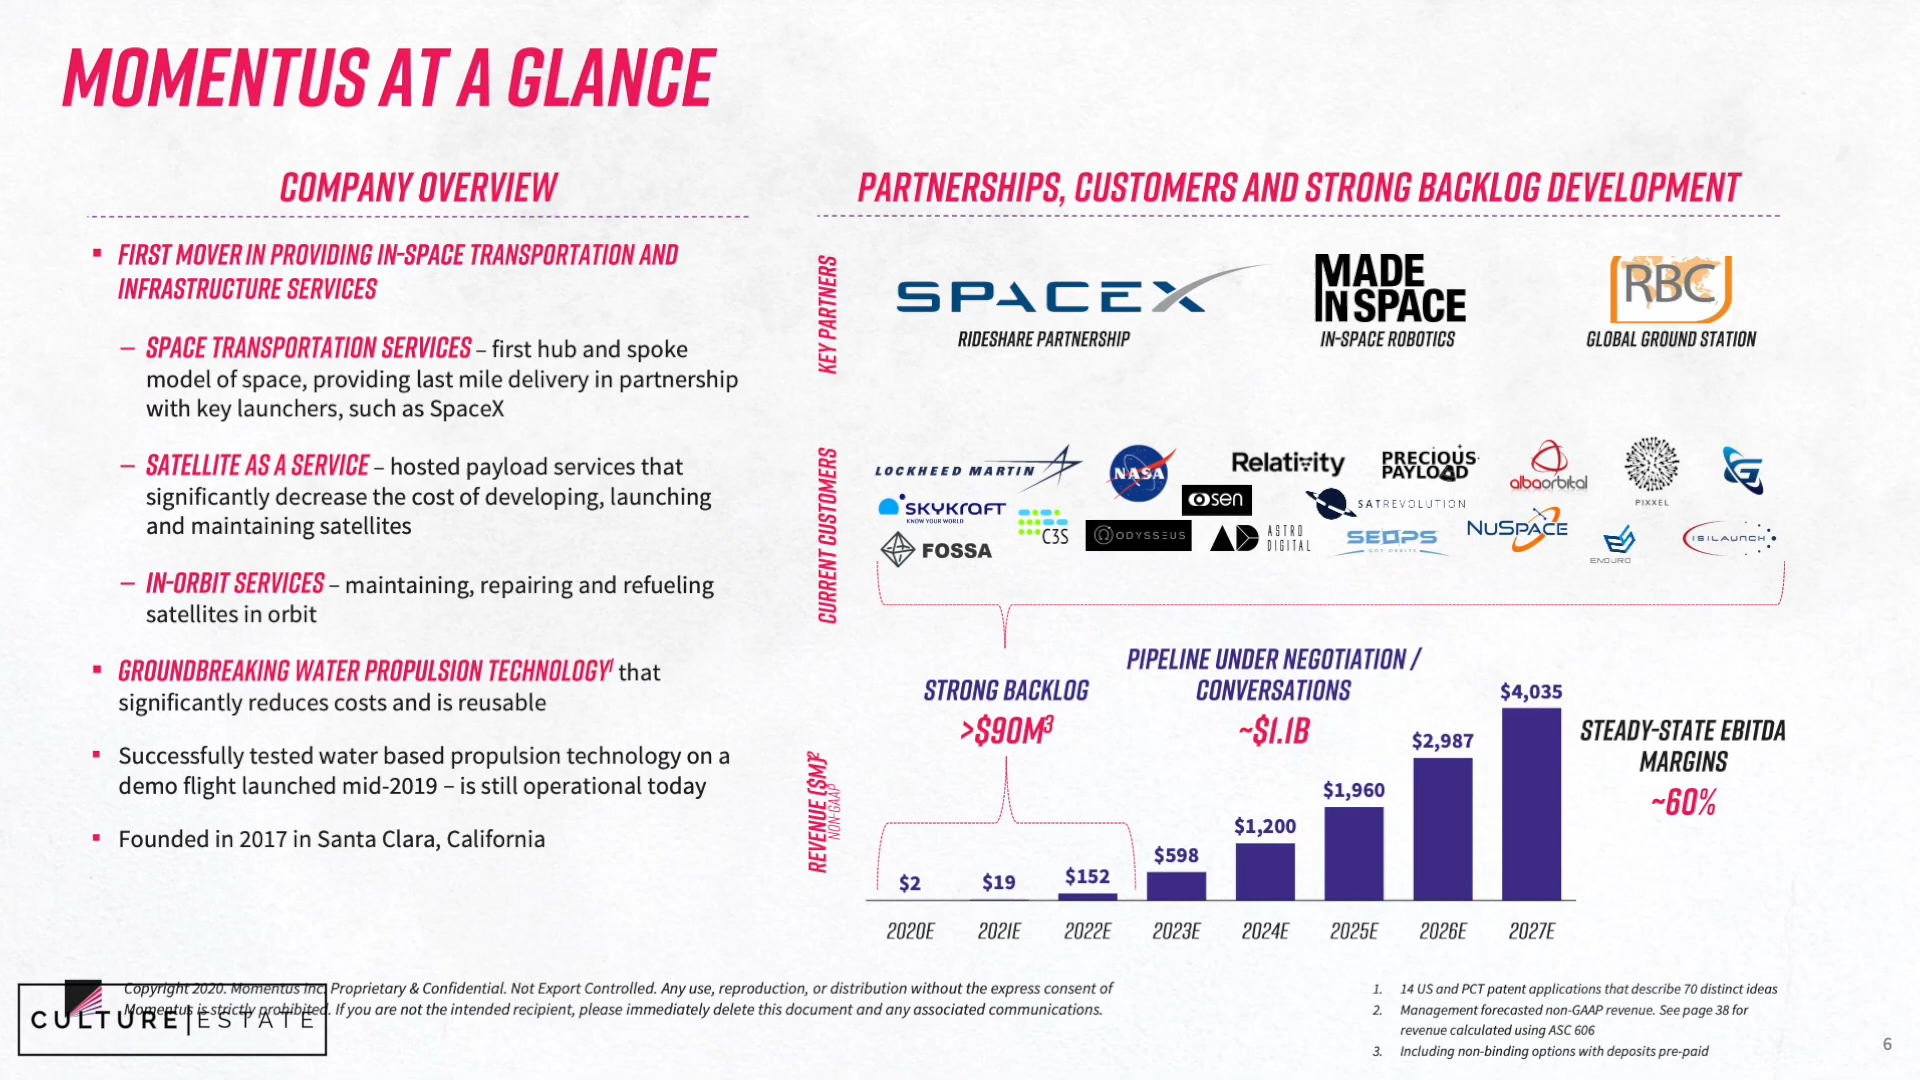 MOMENTUS AT A GLANCE
COMPANY OVERVIEW
▪ FIRST MOVER IN PROVIDING IN-SPACE TRANSPORTATION AND
INFRASTRUCTURE SERVICES
– SPACE TRANSPORTATION SERVICES – first hub and spoke
model of space, providing last mile delivery in partnership
with key launchers, such as SpaceX
– SATELLITE AS A SERVICE – hosted payload services that
significantly decrease the cost of developing, launching
and maintaining satellites
– IN-ORBIT SERVICES – maintaining, repairing and refueling
satellites in orbit
▪ GROUNDBREAKING WATER PROPULSION TECHNOLOGY¹ that
significantly reduces costs and is reusable
▪ Successfully tested water based propulsion technology on a
demo flight launched mid-2019 – is still operational today
▪ Founded in 2017 in Santa Clara, California
PARTNERSHIPS, CUSTOMERS AND STRONG BACKLOG DEVELOPMENT
KEY PARTNERS
SPACEX
RIDESHARE PARTNERSHIP
MADE
IN SPACE
IN-SPACE ROBOTICS
RBC
GLOBAL GROUND STATION
CURRENT CUSTOMERS
LOCKHEED MARTIN
NASA
Relativity
PRECIOUS
PAYLOAD
albaorbital
PIXXEL
G
SKYKRAFT
KNOW YOUR WORLD
C3S
sen
SATREVOLUTION
FOSSA
ODYSSEUS
ASTRO
DIGITAL
SEOPS
GOT ORBITS
NUSPACE
ENDURO
ISILAUNCH
STRONG BACKLOG
>$90M³
PIPELINE UNDER NEGOTIATION /
CONVERSATIONS
~$1.1B
STEADY-STATE EBITDA
MARGINS
~60%
REVENUE ($M)²
NON-GAAP
$2 $19 $152 $598 $1,200 $1,960 $2,987 $4,035
2020E 2021E 2022E 2023E 2024E 2025E 2026E 2027E
Copyright 2020. Momentus Inc. Proprietary & Confidential. Not Export Controlled. Any use, reproduction, or distribution without the express consent of
Momentus is strictly prohibited. If you are not the intended recipient, please immediately delete this document and any associated communications.
CULTURE|ESTATE
1. 14 US and PCT patent applications that describe 70 distinct ideas
2. Management forecasted non-GAAP revenue. See page 38 for
revenue calculated using ASC 606
3. Including non-binding options with deposits pre-paid
6